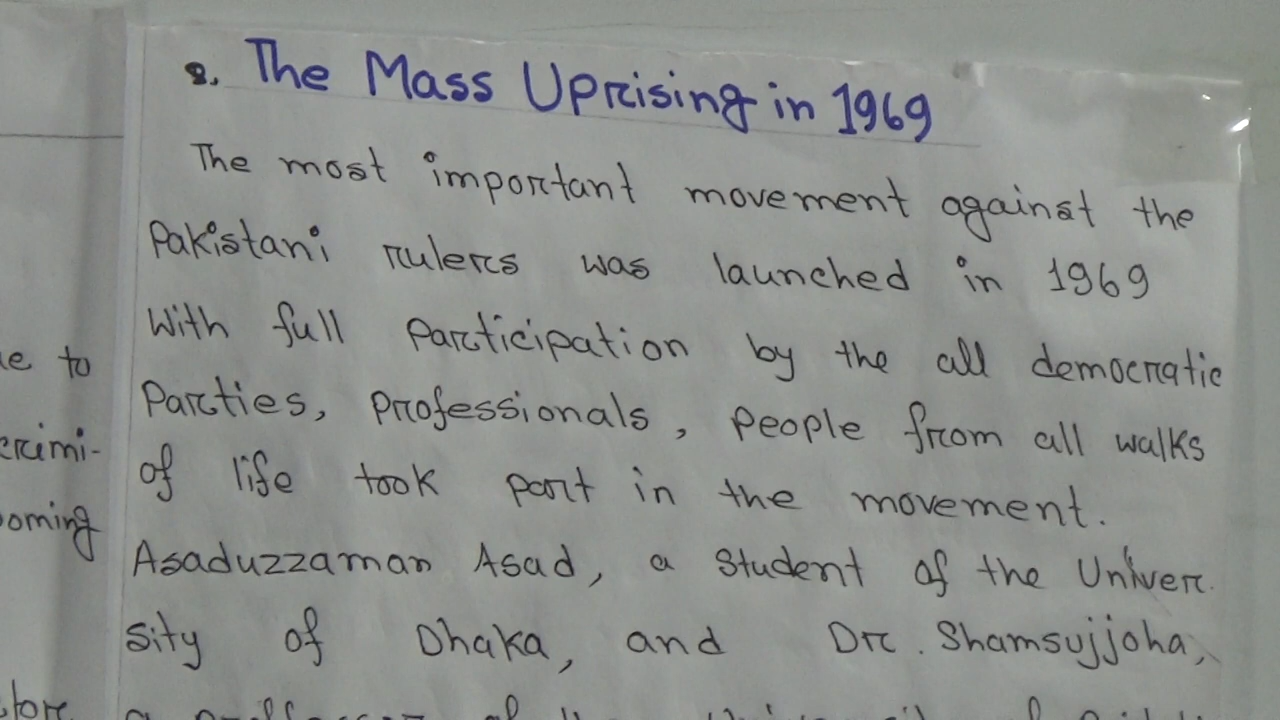 8. The Mass Uprising in 1969
The most important movement against the
Pakistani rulers was launched in 1969
With full participation by the all democratic
Parties, professionals, people from all walks
of life took part in the movement.
Asaduzzaman Asad, a student of the Univer.
sity of Dhaka, and Dr. Shamsujjoha,
to
oming